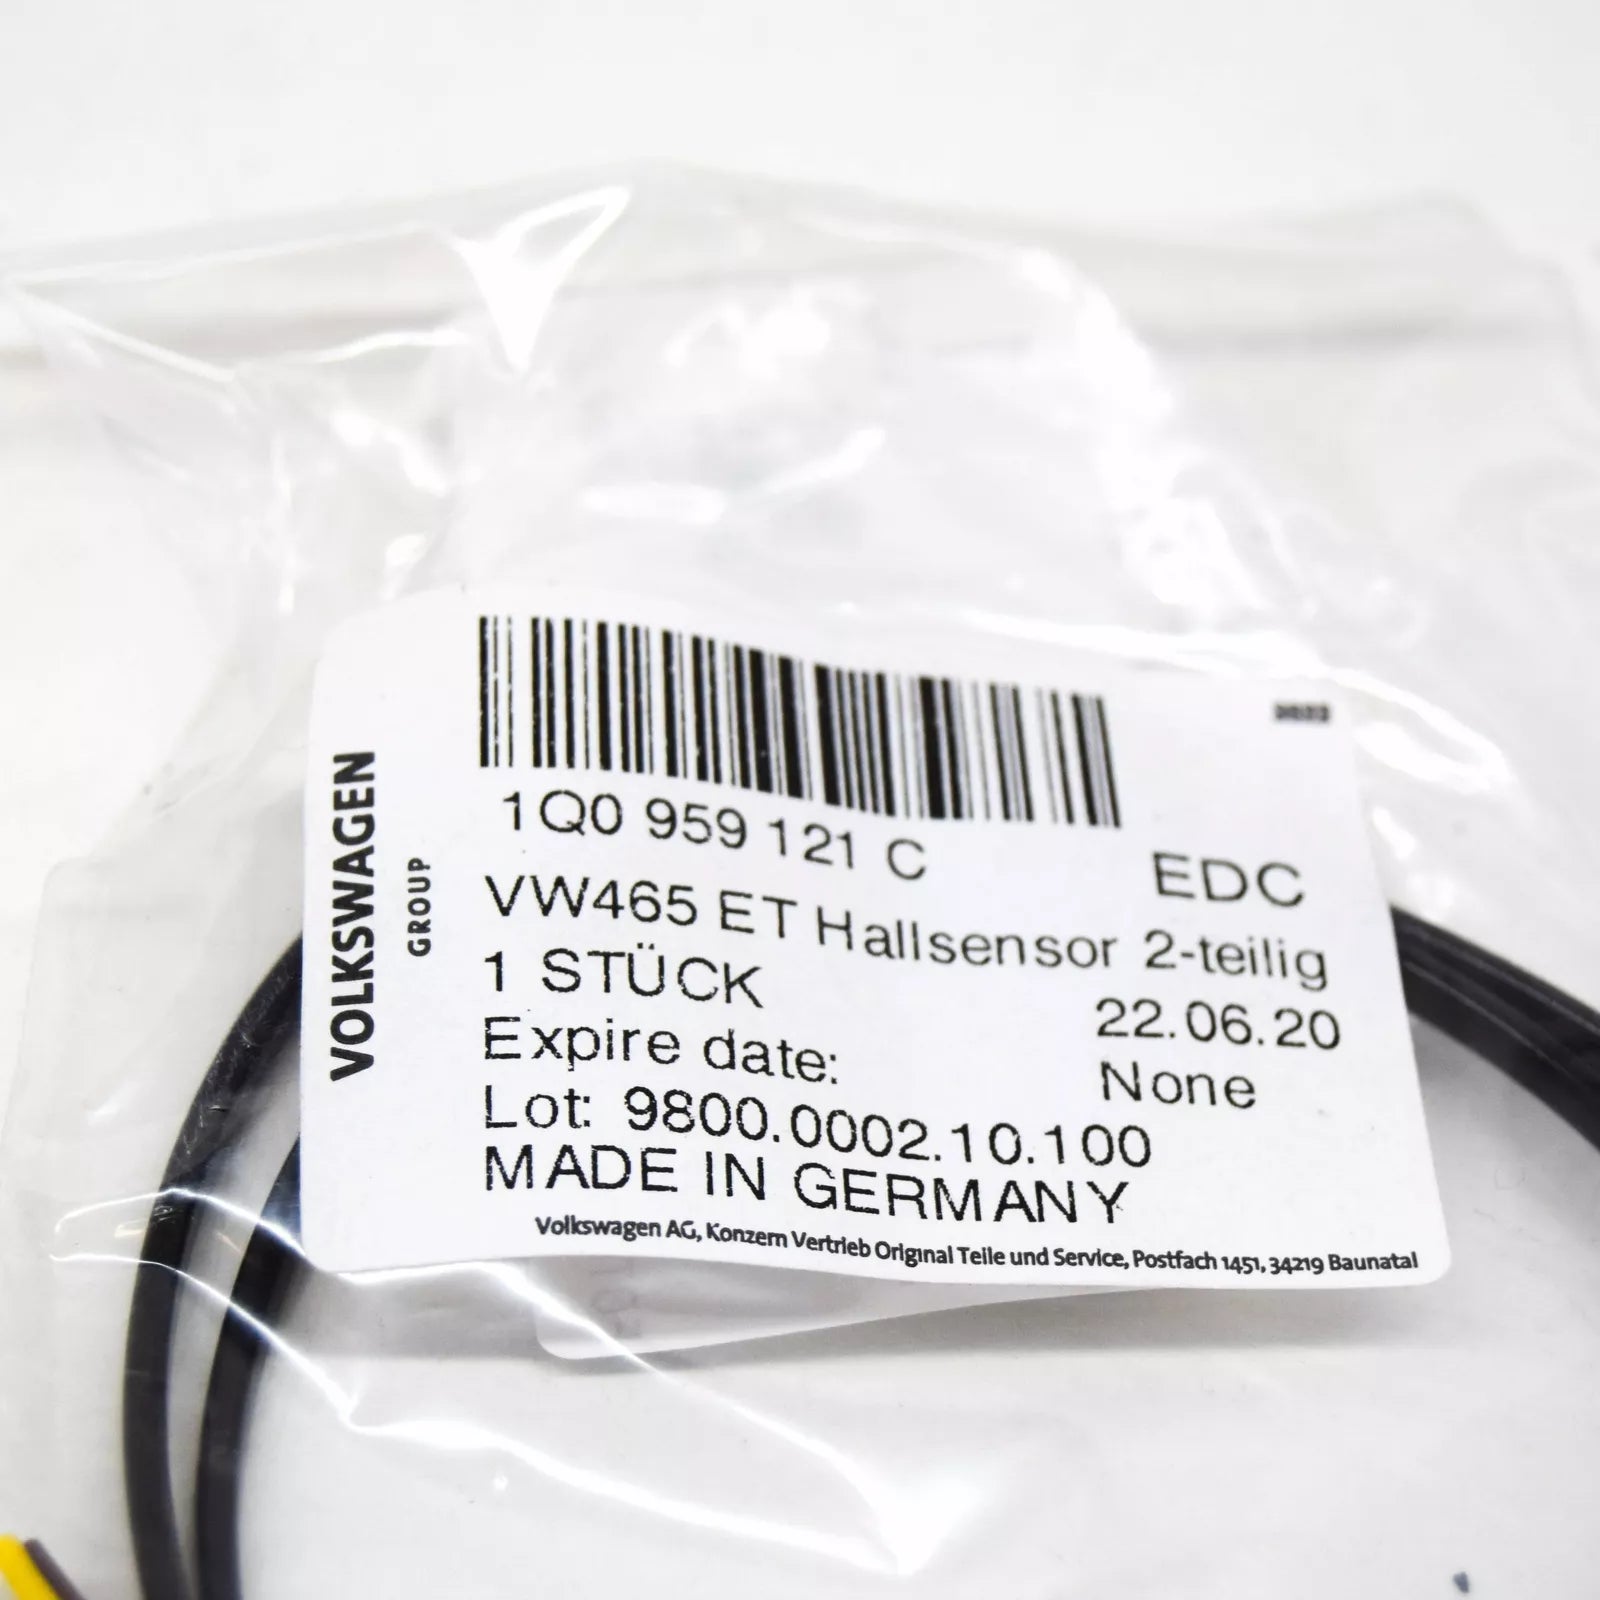 VOLKSWAGEN
GROUP
1Q0 959 121 C
EDC
VW465 ET Hallsensor 2-teilig
1 STÜCK
22.06.20
Expire date:
None
Lot: 9800.0002.10.100
MADE IN GERMANY
Volkswagen AG, Konzern Vertrieb Original Teile und Service, Postfach 1451, 34219 Baunatal